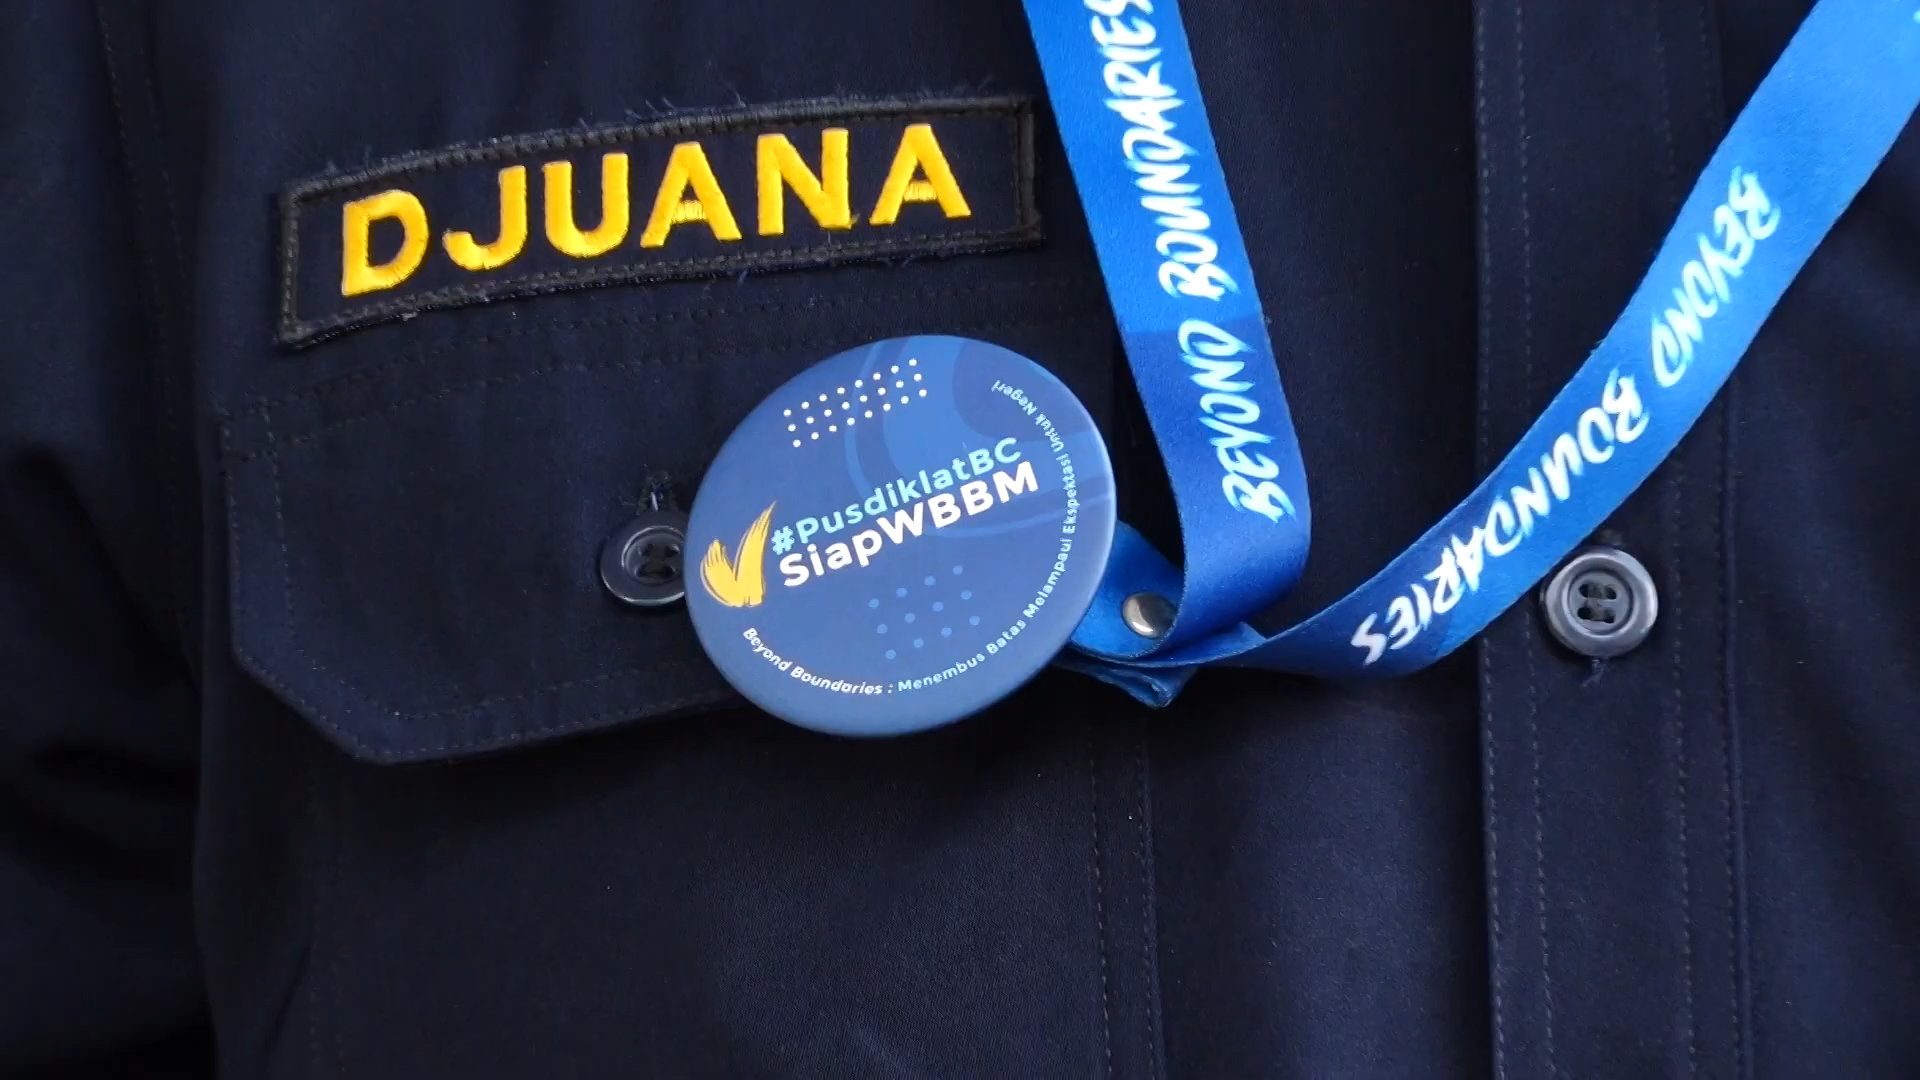 DJUANA
BEYOND BOUNDARIES
BEYOND BOUNDARIES
#PusdiklatBC
SiapWBBM
Beyond Boundaries : Menembus Batas Melampaui Ekspektasi Untuk Negeri